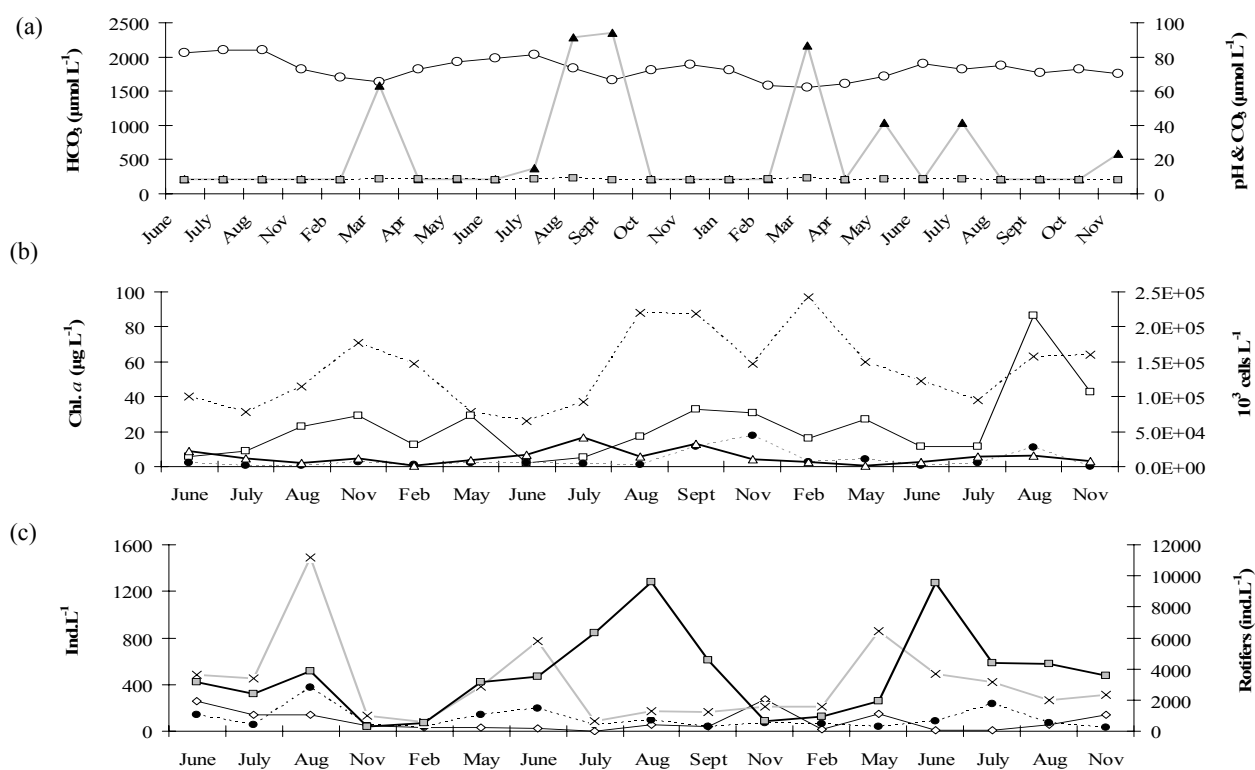 (a)
2500
2000
1500
1000
500
0
HCO₃ (µmol L⁻¹)
100
80
60
40
20
0
pH & CO₃ (µmol L⁻¹)
June July Aug Nov Feb Mar Apr May June July Aug Sept Oct Nov Jan Feb Mar Apr May June July Aug Sept Oct Nov
(b)
100
80
60
40
20
0
Chl. a (µg L⁻¹)
2.5E+05
2.0E+05
1.5E+05
1.0E+05
5.0E+04
0.0E+00
10³ cells L⁻¹
June July Aug Nov Feb May June July Aug Sept Nov Feb May June July Aug Nov
(c)
1600
1200
800
400
0
Ind.L⁻¹
12000
10000
8000
6000
4000
2000
0
Rotifers (ind.L⁻¹)
June July Aug Nov Feb May June July Aug Sept Nov Feb May June July Aug Nov